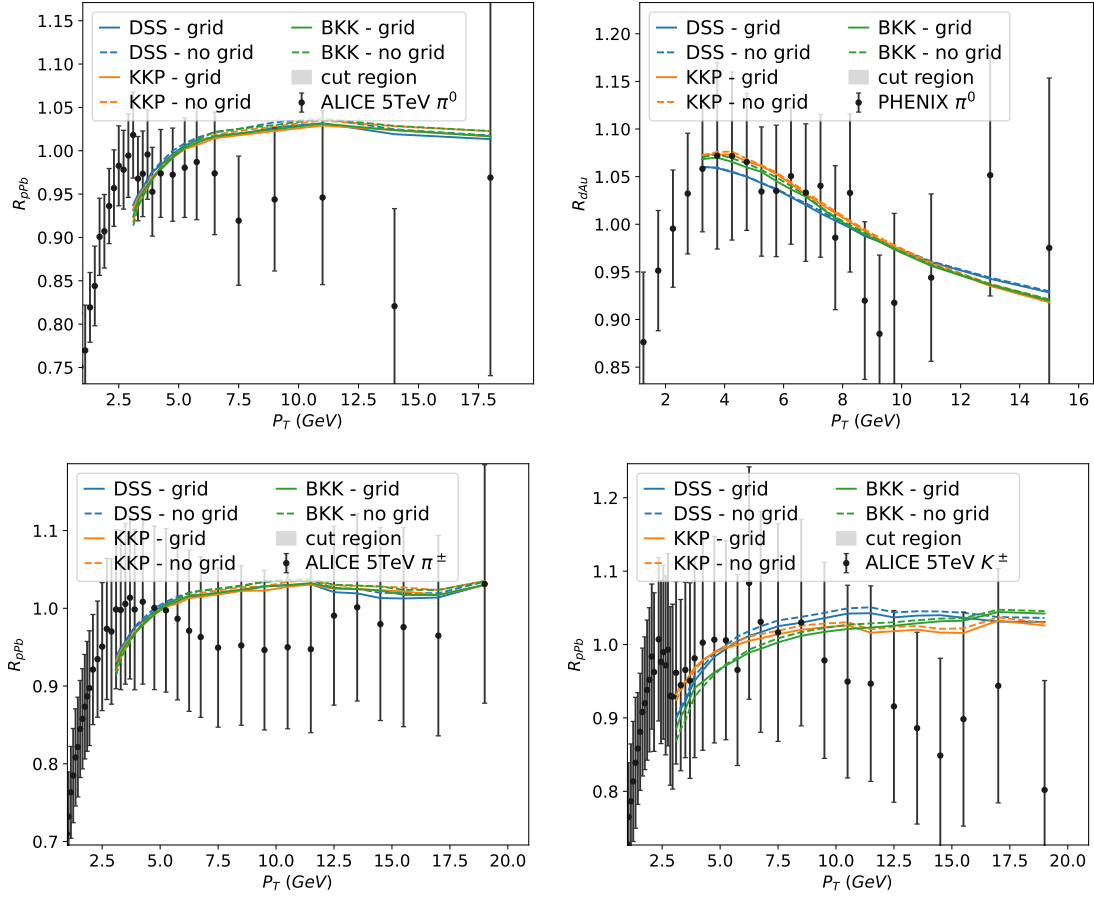 DSS - grid
DSS - no grid
KKP - grid
KKP - no grid
BKK - grid
BKK - no grid
cut region
ALICE 5TeV π⁰
1.15
1.10
1.05
1.00
0.95
0.90
0.85
0.80
0.75
R_pPb
2.5 5.0 7.5 10.0 12.5 15.0 17.5
P_T (GeV)
DSS - grid
DSS - no grid
KKP - grid
KKP - no grid
BKK - grid
BKK - no grid
cut region
PHENIX π⁰
1.20
1.15
1.10
1.05
1.00
0.95
0.90
0.85
R_dAu
2 4 6 8 10 12 14 16
P_T (GeV)
DSS - grid
DSS - no grid
KKP - grid
KKP - no grid
BKK - grid
BKK - no grid
cut region
ALICE 5TeV π^±
1.1
1.0
0.9
0.8
0.7
R_pPb
2.5 5.0 7.5 10.0 12.5 15.0 17.5 20.0
P_T (GeV)
DSS - grid
DSS - no grid
KKP - grid
KKP - no grid
BKK - grid
BKK - no grid
cut region
ALICE 5TeV K^±
1.2
1.1
1.0
0.9
0.8
R_pPb
2.5 5.0 7.5 10.0 12.5 15.0 17.5 20.0
P_T (GeV)